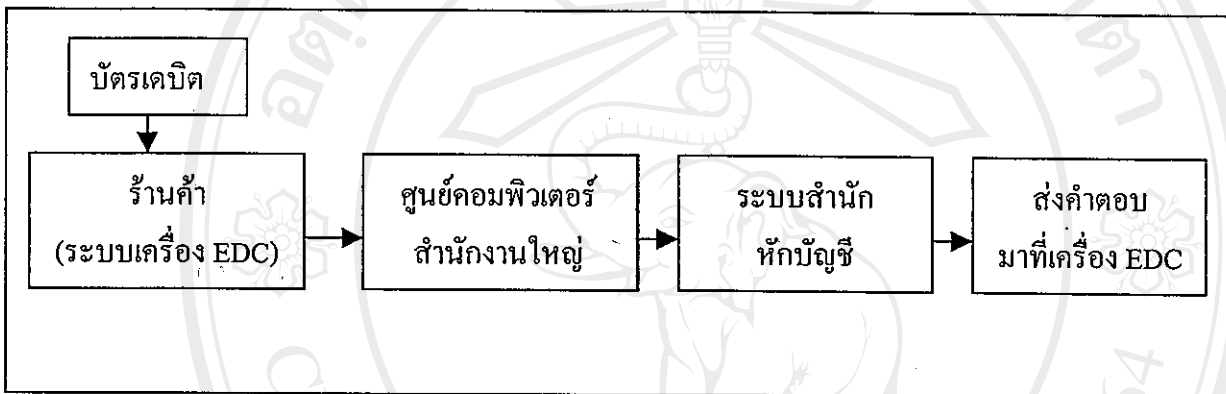 บัตรเดบิต
ร้านค้า
(ระบบเครื่อง EDC)
ศูนย์คอมพิวเตอร์
สำนักงานใหญ่
ระบบสำนัก
หักบัญชี
ส่งคำตอบ
มาที่เครื่อง EDC